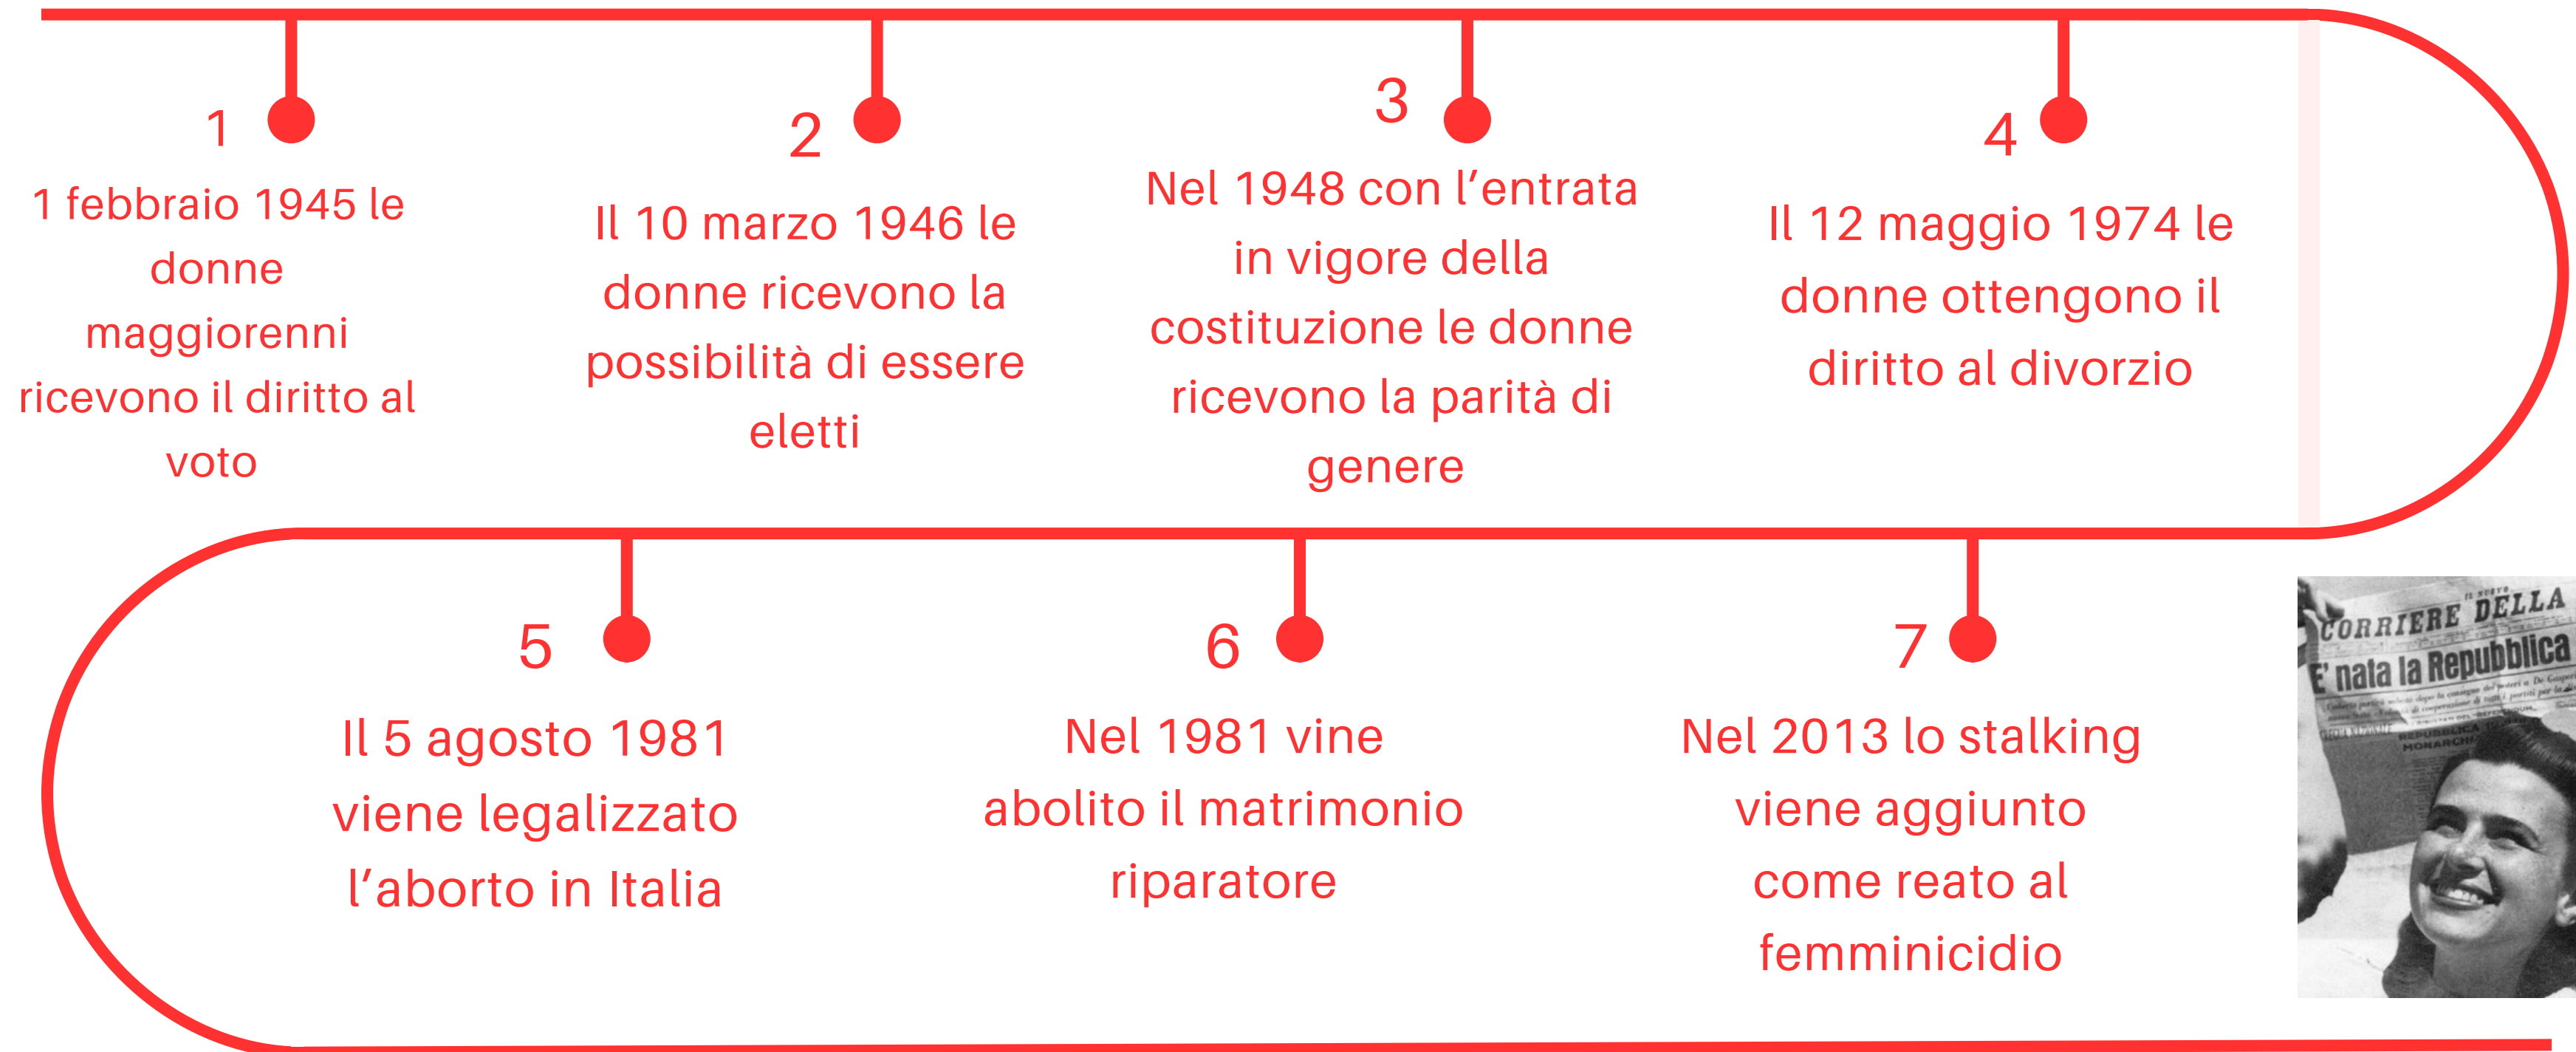 1
1 febbraio 1945 le
donne
maggiorenni
ricevono il diritto al
voto
2
Il 10 marzo 1946 le
donne ricevono la
possibilità di essere
eletti
3
Nel 1948 con l’entrata
in vigore della
costituzione le donne
ricevono la parità di
genere
4
Il 12 maggio 1974 le
donne ottengono il
diritto al divorzio
5
Il 5 agosto 1981
viene legalizzato
l’aborto in Italia
6
Nel 1981 vine
abolito il matrimonio
riparatore
7
Nel 2013 lo stalking
viene aggiunto
come reato al
femminicidio
IL NUOVO
CORRIERE DELLA
E' nata la Repubblica